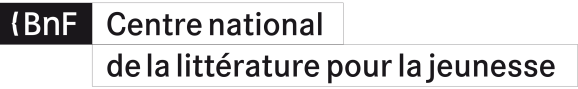 {BnF Centre national
de la littérature pour la jeunesse